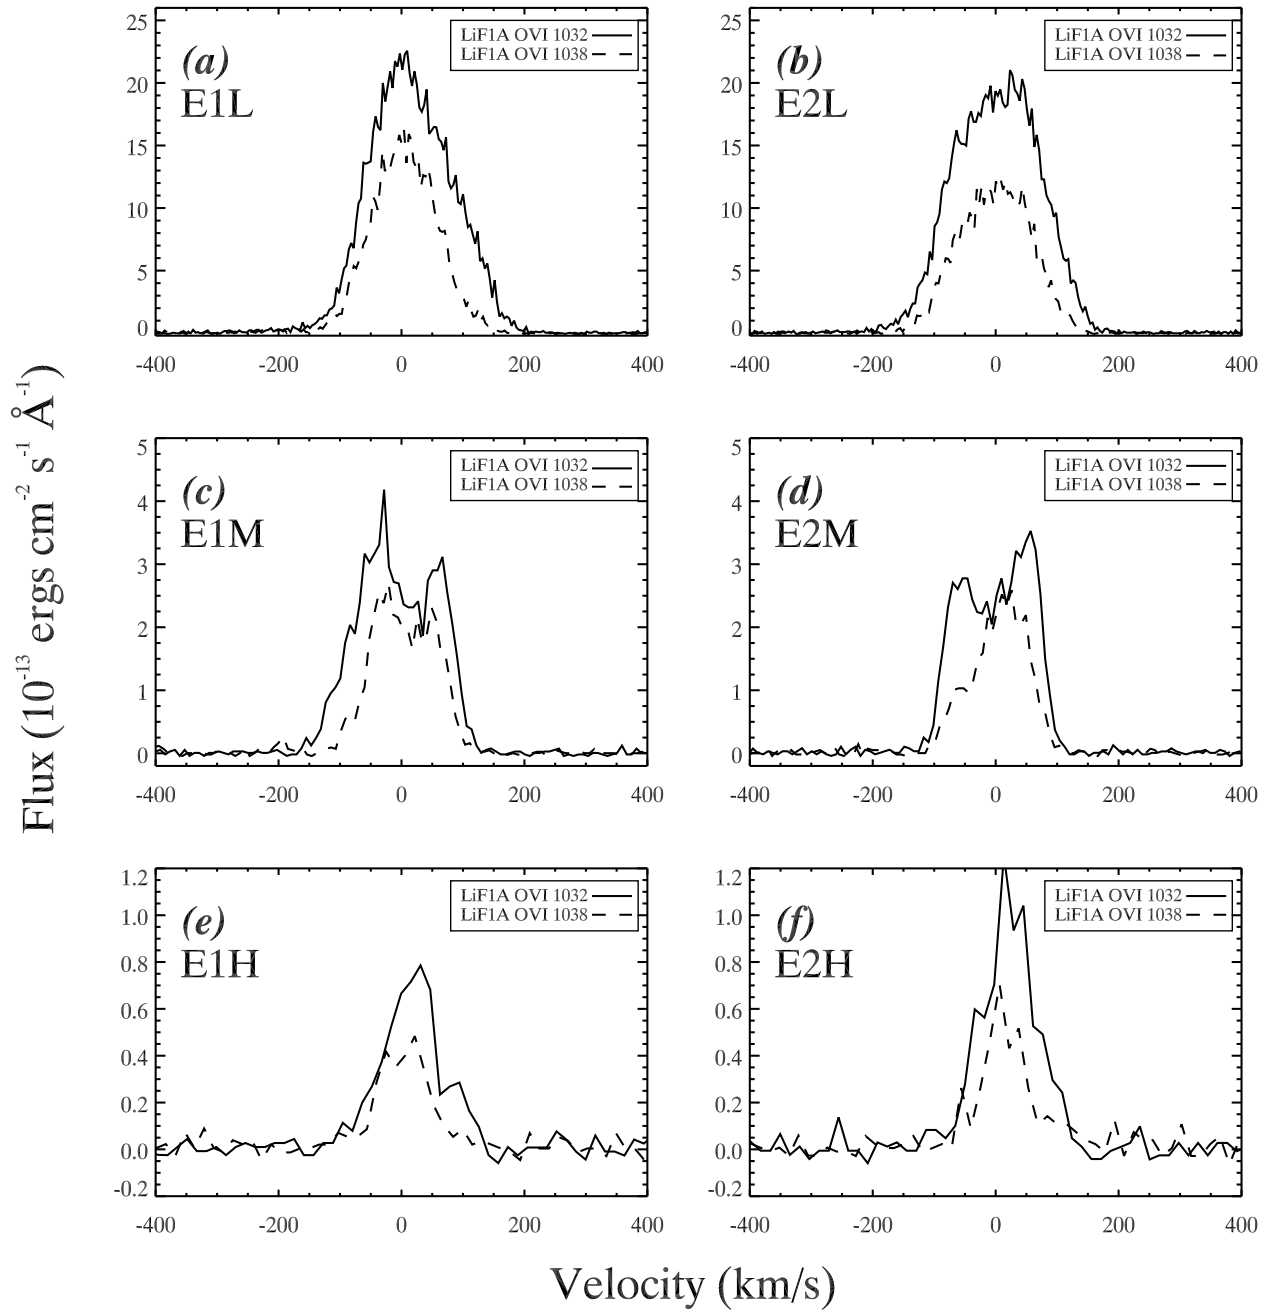 LiF1A OVI 1032
LiF1A OVI 1038
(a)
E1L
25
20
15
10
5
0
-400 -200 0 200 400
LiF1A OVI 1032
LiF1A OVI 1038
(b)
E2L
25
20
15
10
5
0
-400 -200 0 200 400
LiF1A OVI 1032
LiF1A OVI 1038
(c)
E1M
5
4
3
2
1
0
-400 -200 0 200 400
LiF1A OVI 1032
LiF1A OVI 1038
(d)
E2M
5
4
3
2
1
0
-400 -200 0 200 400
LiF1A OVI 1032
LiF1A OVI 1038
(e)
E1H
1.2
1.0
0.8
0.6
0.4
0.2
0.0
-0.2
-400 -200 0 200 400
LiF1A OVI 1032
LiF1A OVI 1038
(f)
E2H
1.2
1.0
0.8
0.6
0.4
0.2
0.0
-0.2
-400 -200 0 200 400
Flux (10⁻¹³ ergs cm⁻² s⁻¹ Å⁻¹)
Velocity (km/s)